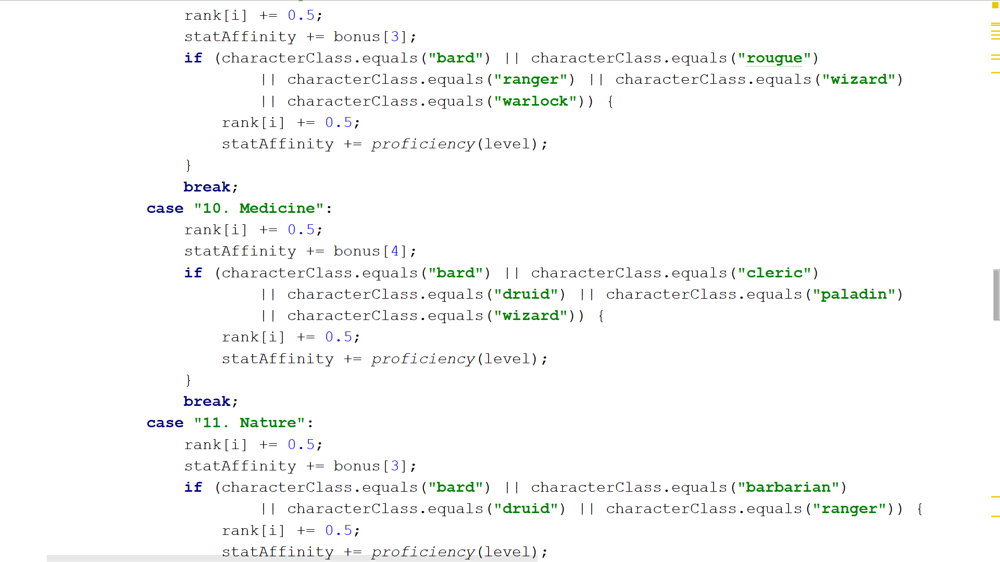 rank[i] += 0.5;
statAffinity += bonus[3];
if (characterClass.equals("bard") || characterClass.equals("rougue")
|| characterClass.equals("ranger") || characterClass.equals("wizard")
|| characterClass.equals("warlock")) {
rank[i] += 0.5;
statAffinity += proficiency(level);
}
break;
case "10. Medicine":
rank[i] += 0.5;
statAffinity += bonus[4];
if (characterClass.equals("bard") || characterClass.equals("cleric")
|| characterClass.equals("druid") || characterClass.equals("paladin")
|| characterClass.equals("wizard")) {
rank[i] += 0.5;
statAffinity += proficiency(level);
}
break;
case "11. Nature":
rank[i] += 0.5;
statAffinity += bonus[3];
if (characterClass.equals("bard") || characterClass.equals("barbarian")
|| characterClass.equals("druid") || characterClass.equals("ranger")) {
rank[i] += 0.5;
statAffinity += proficiency(level);